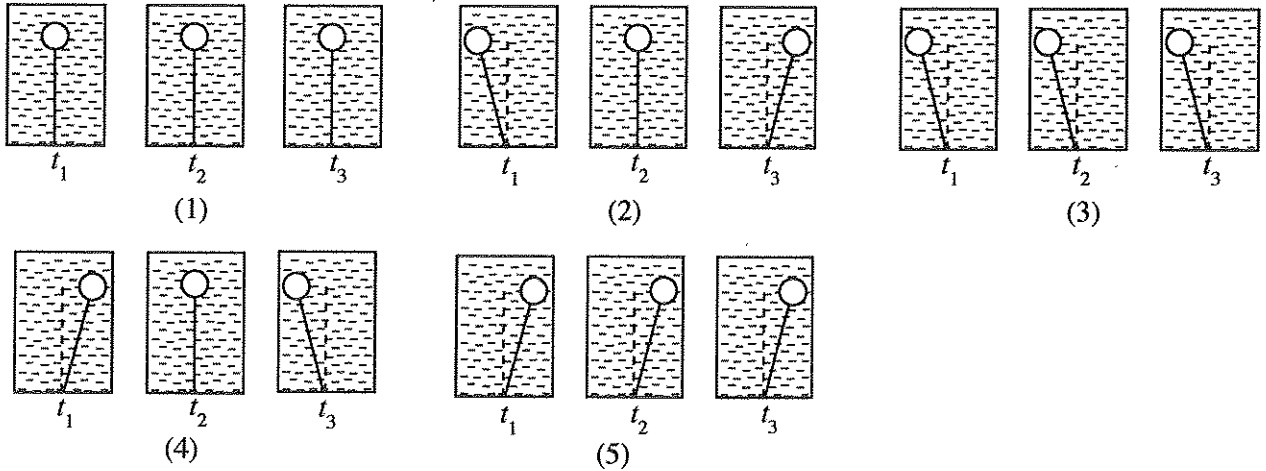 t₁ t₂ t₃ t₁ t₂ t₃ t₁ t₂ t₃
(1) (2) (3)
t₁ t₂ t₃ t₁ t₂ t₃
(4) (5)